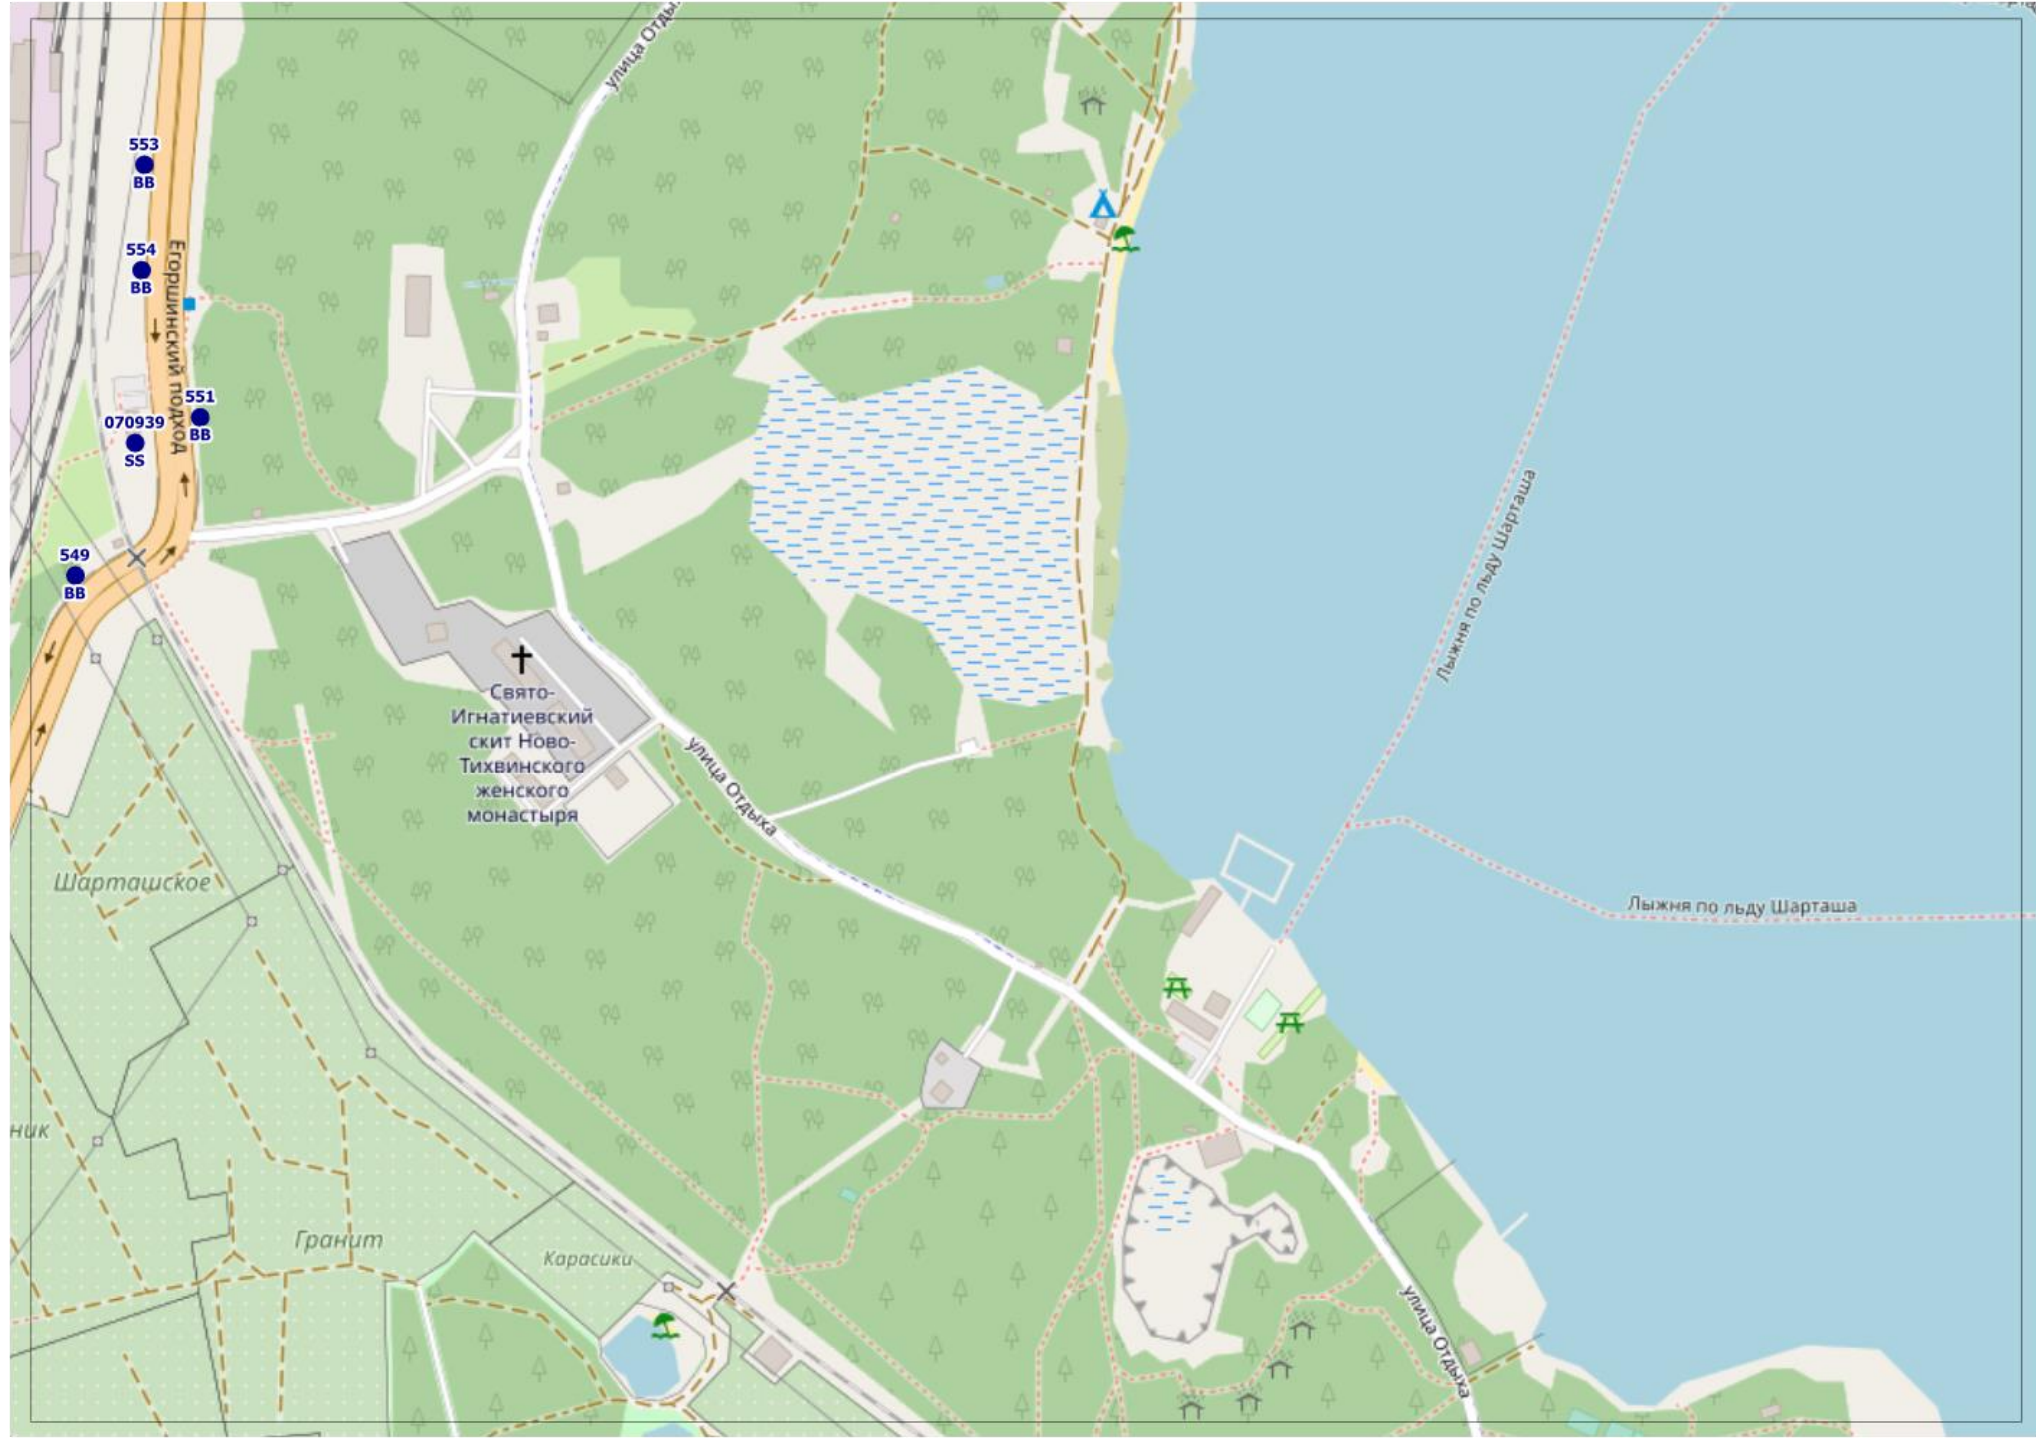 улица Отды
553
BB
554
BB
Егоршинский подход
551
BB
070939
SS
549
BB
Лыжня по льду Шарташа
Свято-
Игнатиевский
скит Ново-
Тихвинского
женского
монастыря
улица Отдыха
Шарташское
Лыжня по льду Шарташа
ник
Гранит
Карасики
улица Отдыха